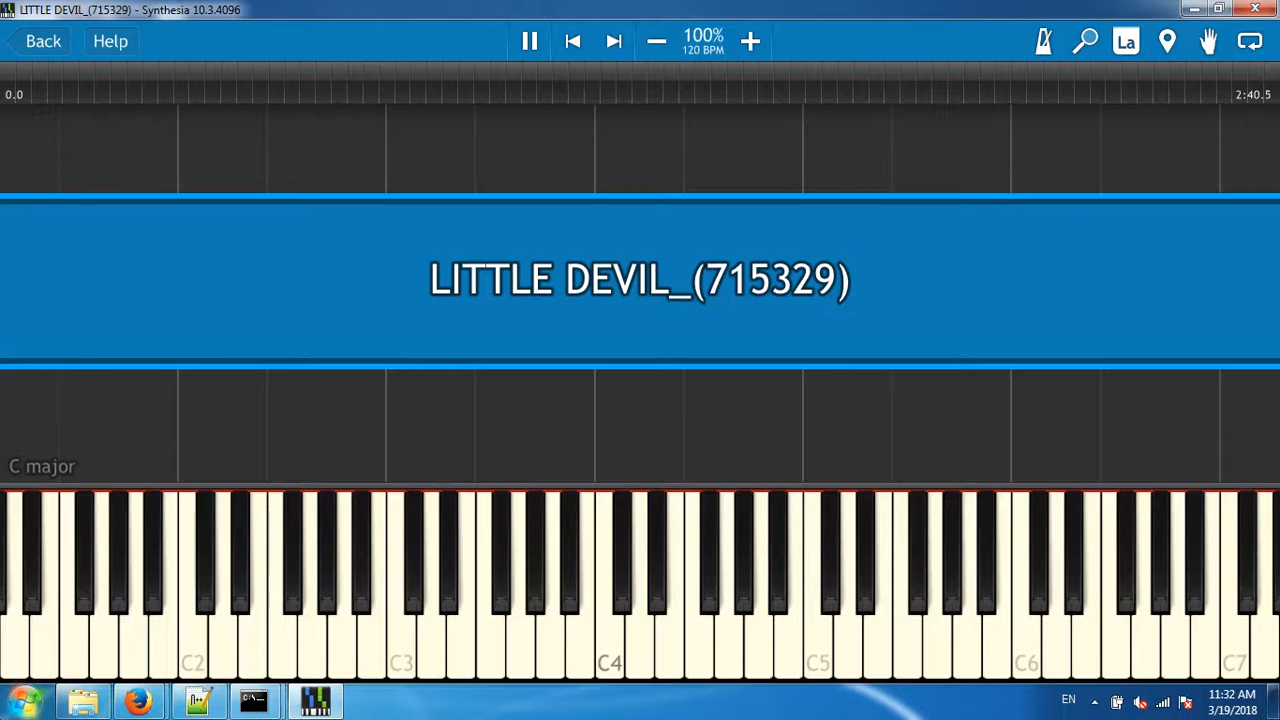 LITTLE DEVIL_(715329) - Synthesia 10.3.4096
Back Help 100% La
120 BPM
0.0 2:40.5
LITTLE DEVIL_(715329)
C major
C2 C3 C4 C5 C6 C7
EN 11:32 AM
3/19/2018